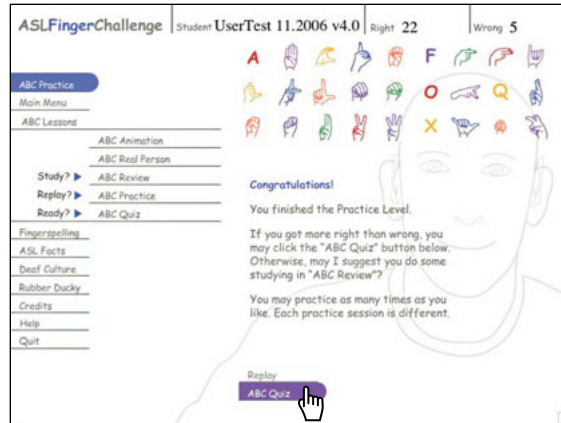 ASLFingerChallenge Student UserTest 11.2006 v4.0 Right 22 Wrong 5
A F
O Q
X
ABC Practice
Main Menu
ABC Lessons
ABC Animation
ABC Real Person
Study? ABC Review
Replay? ABC Practice
Ready? ABC Quiz
Fingerspelling
ASL Facts
Deaf Culture
Rubber Ducky
Credits
Help
Quit
Congratulations!
You finished the Practice Level.
If you got more right than wrong, you
may click the "ABC Quiz" button below.
Otherwise, may I suggest you do some
studying in "ABC Review"?
You may practice as many times as you
like. Each practice session is different.
Replay
ABC Quiz